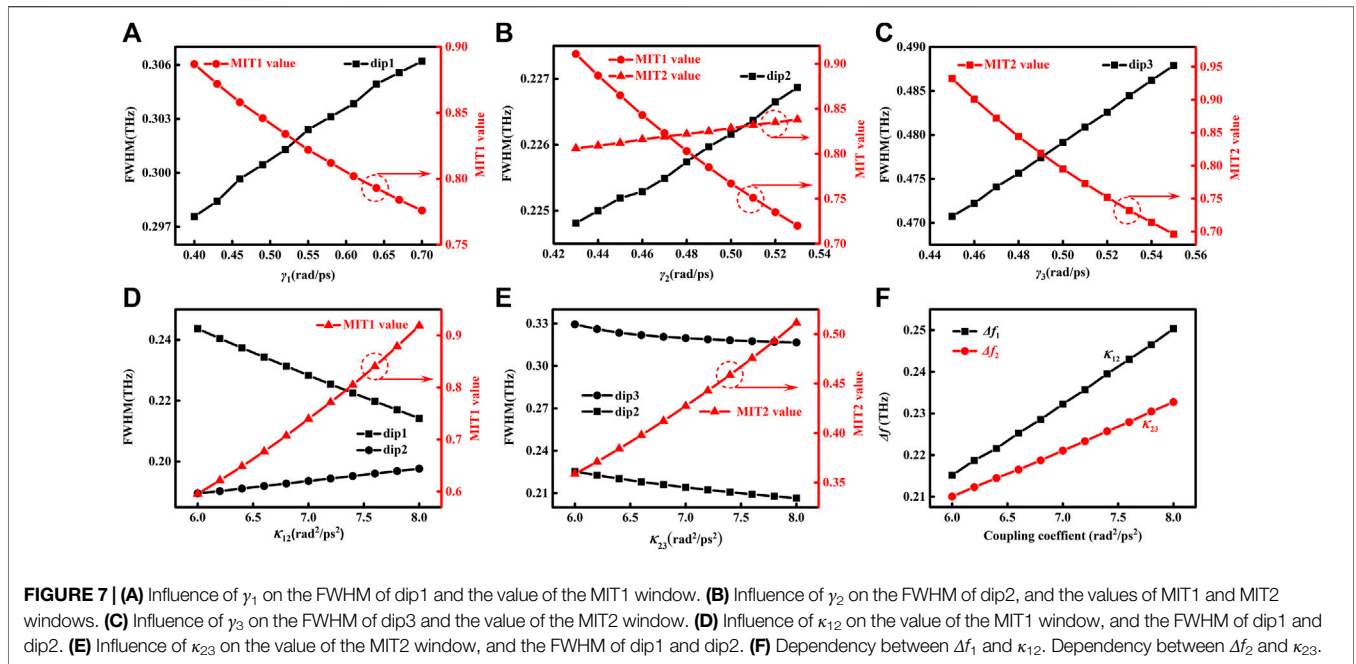 A
MIT1 value
dip1
0.306
0.303
0.300
0.297
FWHM(THz)
0.90
0.85
0.80
0.75
MIT1 value
0.40 0.45 0.50 0.55 0.60 0.65 0.70
γ1(rad/ps)
B
MIT1 value
MIT2 value
dip2
0.227
0.226
0.225
FWHM(THz)
0.90
0.85
0.80
0.75
0.70
MIT value
0.42 0.44 0.46 0.48 0.50 0.52 0.54
γ2(rad/ps)
C
MIT2 value
dip3
0.490
0.485
0.480
0.475
0.470
FWHM(THz)
0.95
0.90
0.85
0.80
0.75
0.70
MIT2 value
0.44 0.46 0.48 0.50 0.52 0.54 0.56
γ3(rad/ps)
D
MIT1 value
dip1
dip2
0.24
0.22
0.20
FWHM(THz)
0.9
0.8
0.7
0.6
MIT1 value
6.0 6.5 7.0 7.5 8.0
κ12(rad²/ps²)
E
dip3
dip2
MIT2 value
0.33
0.30
0.27
0.24
0.21
FWHM(THz)
0.50
0.45
0.40
0.35
MIT2 value
6.0 6.5 7.0 7.5 8.0
κ23(rad²/ps²)
F
Δf1
Δf2
κ12
κ23
0.25
0.24
0.23
0.22
0.21
Δf (THz)
6.0 6.5 7.0 7.5 8.0
Coupling coeffient (rad²/ps²)
FIGURE 7 | (A) Influence of γ1 on the FWHM of dip1 and the value of the MIT1 window. (B) Influence of γ2 on the FWHM of dip2, and the values of MIT1 and MIT2
windows. (C) Influence of γ3 on the FWHM of dip3 and the value of the MIT2 window. (D) Influence of κ12 on the value of the MIT1 window, and the FWHM of dip1 and
dip2. (E) Influence of κ23 on the value of the MIT2 window, and the FWHM of dip1 and dip2. (F) Dependency between Δf1 and κ12. Dependency between Δf2 and κ23.